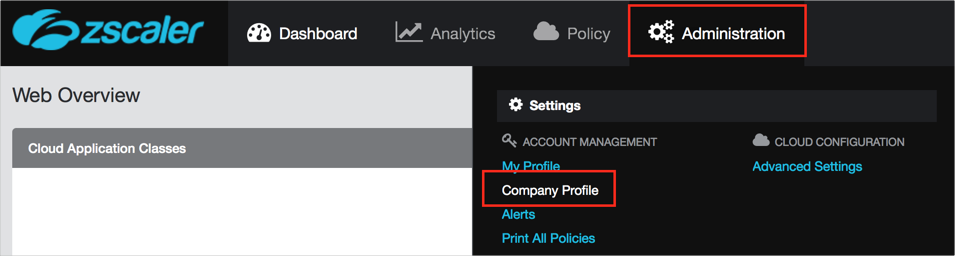 zscaler Dashboard Analytics Policy Administration
Web Overview
Settings
Cloud Application Classes
ACCOUNT MANAGEMENT
My Profile
Company Profile
Alerts
Print All Policies
CLOUD CONFIGURATION
Advanced Settings